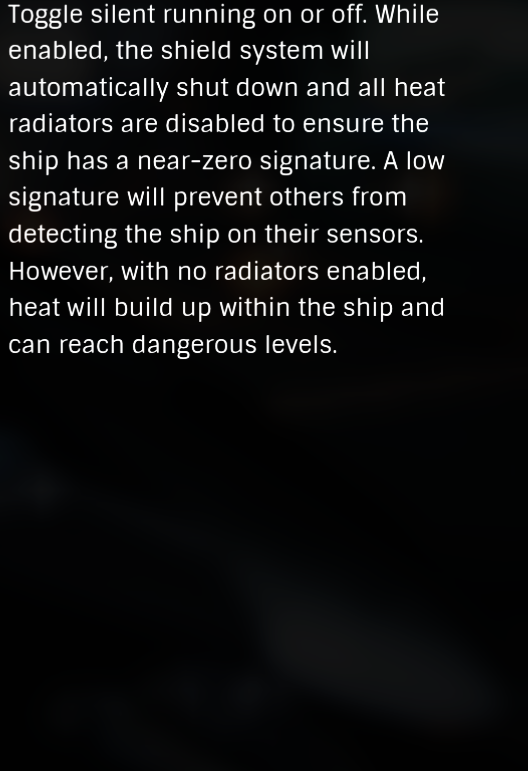 Toggle silent running on or off. While
enabled, the shield system will
automatically shut down and all heat
radiators are disabled to ensure the
ship has a near-zero signature. A low
signature will prevent others from
detecting the ship on their sensors.
However, with no radiators enabled,
heat will build up within the ship and
can reach dangerous levels.